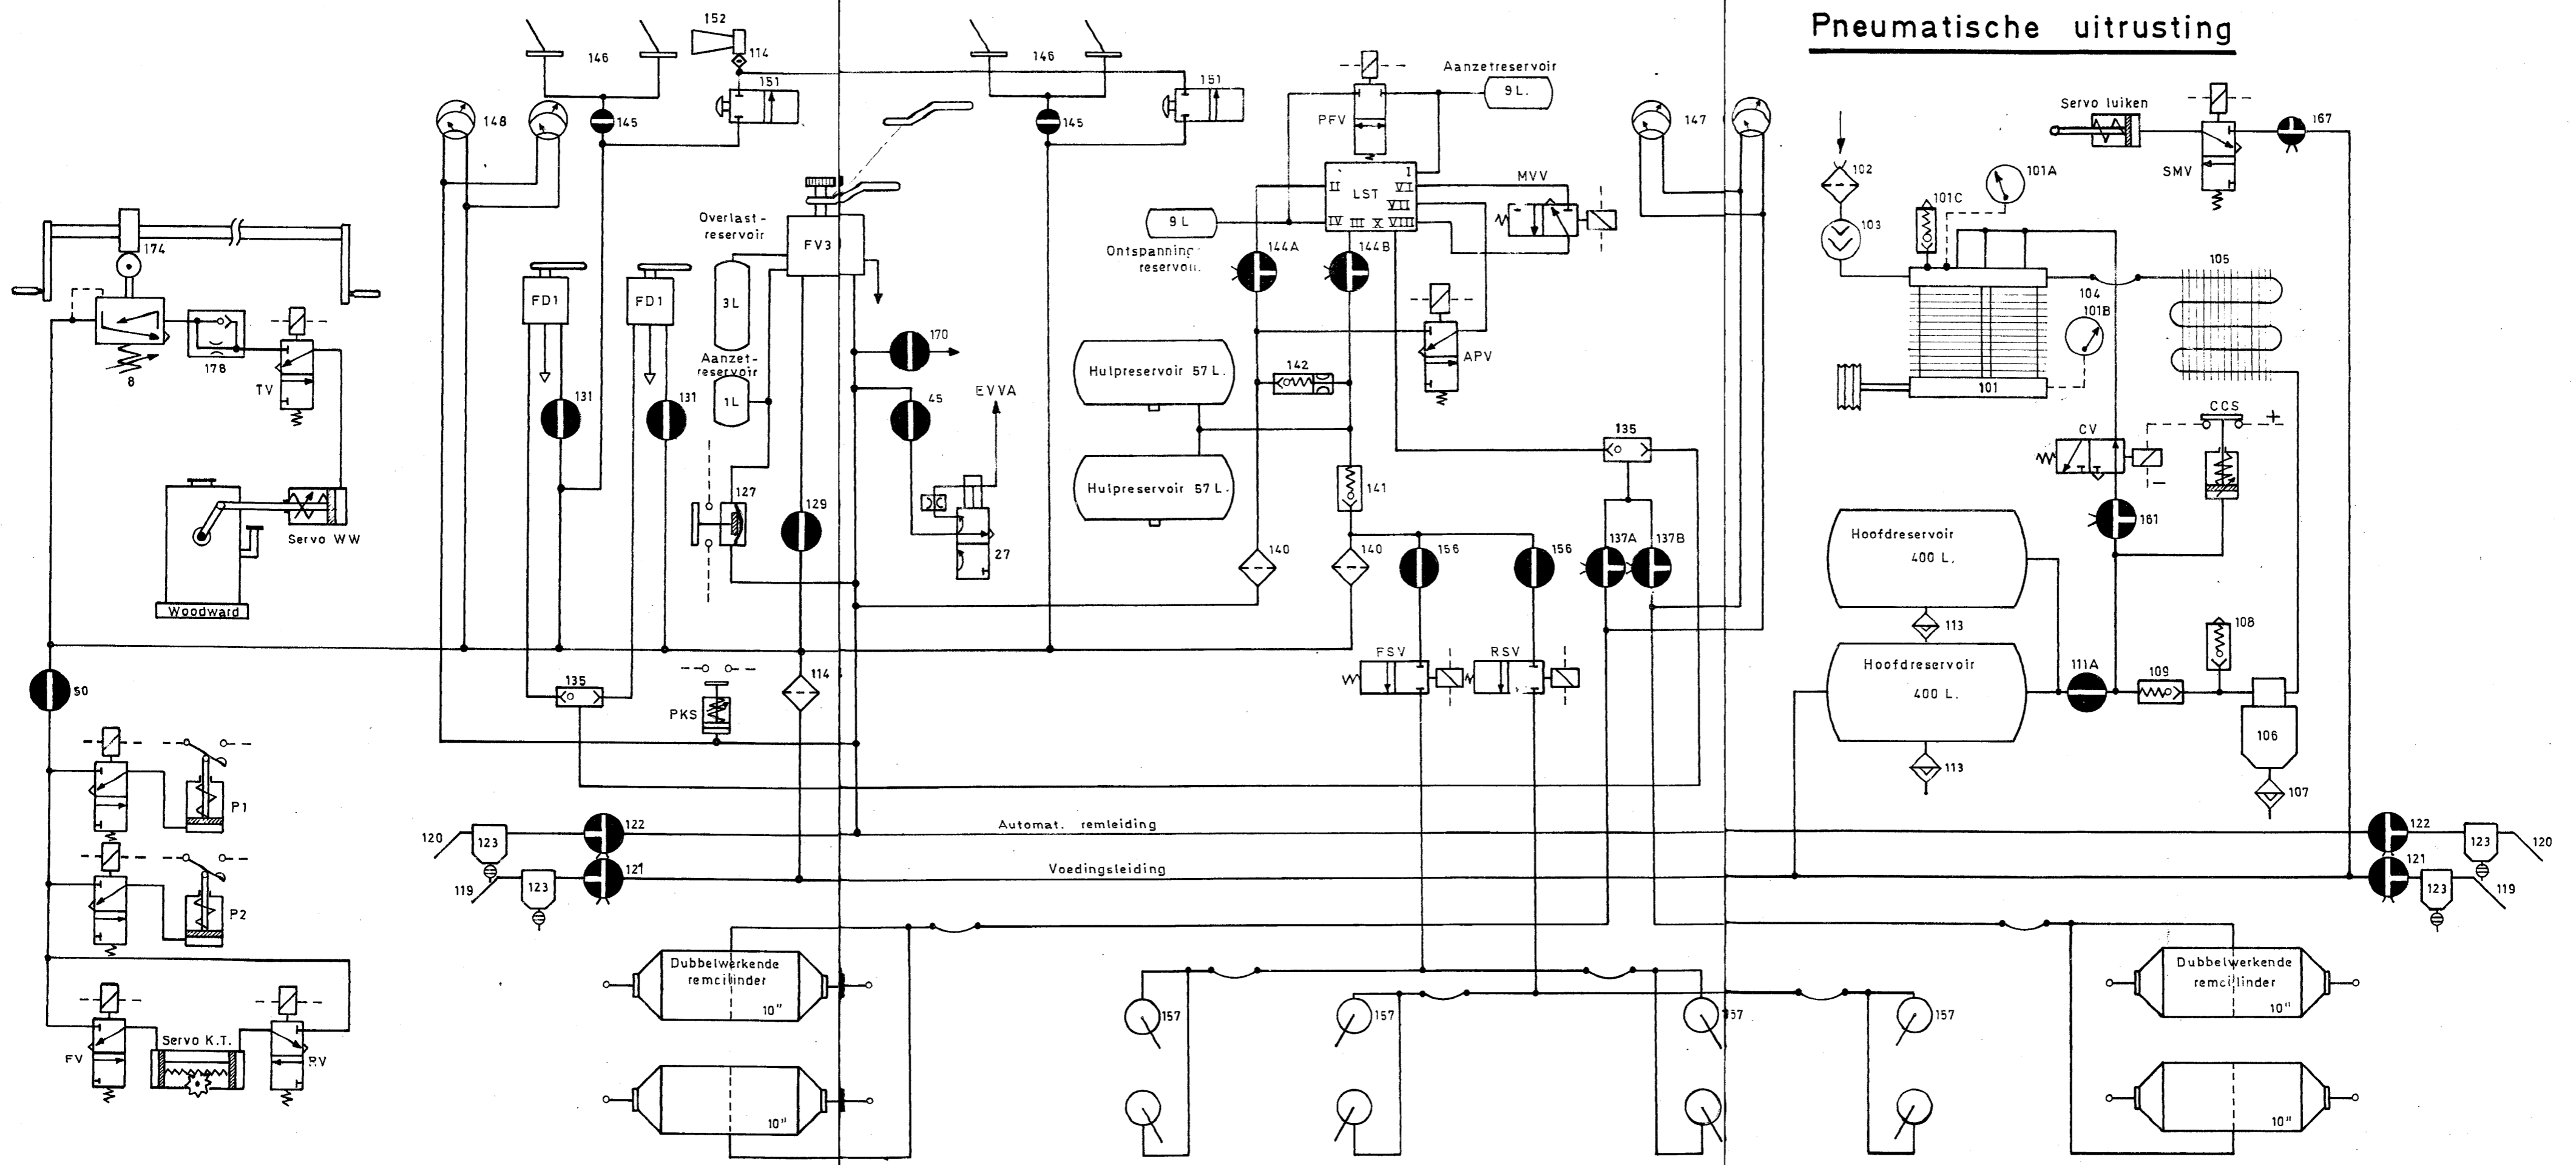 Pneumatische uitrusting
152
114
146
146
151
151
148
145
145
PFV
Aanzetreservoir
9 L.
147
Servo luiken
167
SMV
102
101A
101C
103
LST
I
II
VI
VII
IV III X VIII
MVV
9 L
144A
144B
174
8
178
TV
Overlast-
reservoir
FV3
3L
FD1
FD1
Aanzet-
reservoir
1L
131
131
170
45
EVVA
127
129
27
Hulpreservoir 57 L.
Hulpreservoir 57 L.
142
APV
141
135
104
105
101B
101
CCS
+
CV
−
161
Servo WW
Woodward
140
140
156
156
137A
137B
Hoofdreservoir
400 L.
113
Hoofdreservoir
400 L.
113
111A
109
108
106
107
FSV
RSV
50
135
PKS
114
P1
P2
120
123
122
Automat. remleiding
122
123
120
119
123
121
Voedingsleiding
121
123
119
Dubbelwerkende
remcilinder
10"
10"
157
157
157
157
Dubbelwerkende
remcilinder
10"
10"
FV
Servo K.T.
RV